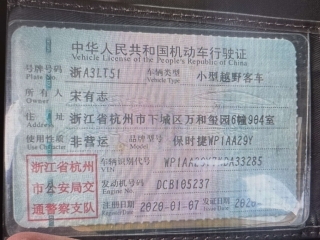 中华人民共和国机动车行驶证
Vehicle License of the People's Republic of China
号牌号码 浙A3LT51 车辆类型 小型越野客车
Plate No. Vehicle Type
所有人 宋有志
Owner
住址 浙江省杭州市下城区万和玺园6幢904室
Address
使用性质 非营运 品牌型号 保时捷WP1AA29Y
Use Character
浙江省杭州 车辆识别代号
VIN
市公安局交 发动机号码 DCB105237
通警察支队 注册日期 2020-01-07 发证日期